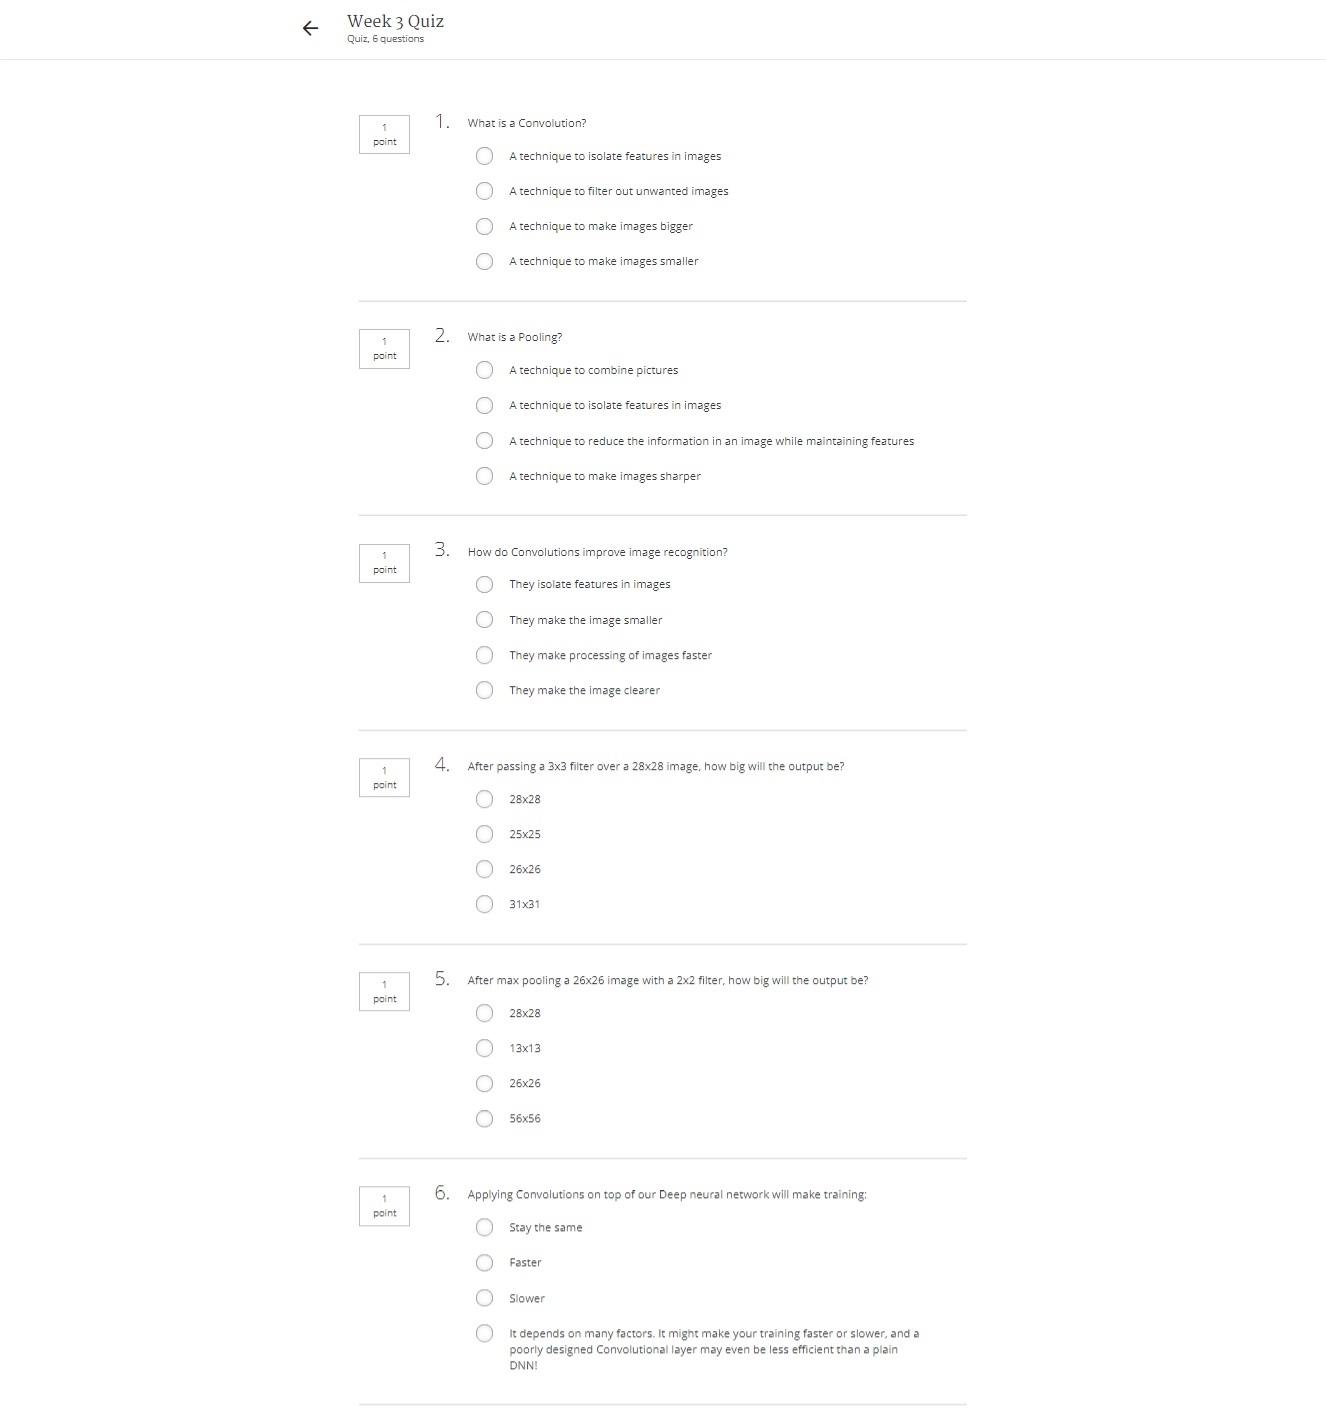 Week 3 Quiz
Quiz, 6 questions
1
point
1. What is a Convolution?
A technique to isolate features in images
A technique to filter out unwanted images
A technique to make images bigger
A technique to make images smaller
1
point
2. What is a Pooling?
A technique to combine pictures
A technique to isolate features in images
A technique to reduce the information in an image while maintaining features
A technique to make images sharper
1
point
3. How do Convolutions improve image recognition?
They isolate features in images
They make the image smaller
They make processing of images faster
They make the image clearer
1
point
4. After passing a 3x3 filter over a 28x28 image, how big will the output be?
28x28
25x25
26x26
31x31
1
point
5. After max pooling a 26x26 image with a 2x2 filter, how big will the output be?
28x28
13x13
26x26
56x56
1
point
6. Applying Convolutions on top of our Deep neural network will make training:
Stay the same
Faster
Slower
It depends on many factors. It might make your training faster or slower, and a
poorly designed Convolutional layer may even be less efficient than a plain
DNN!